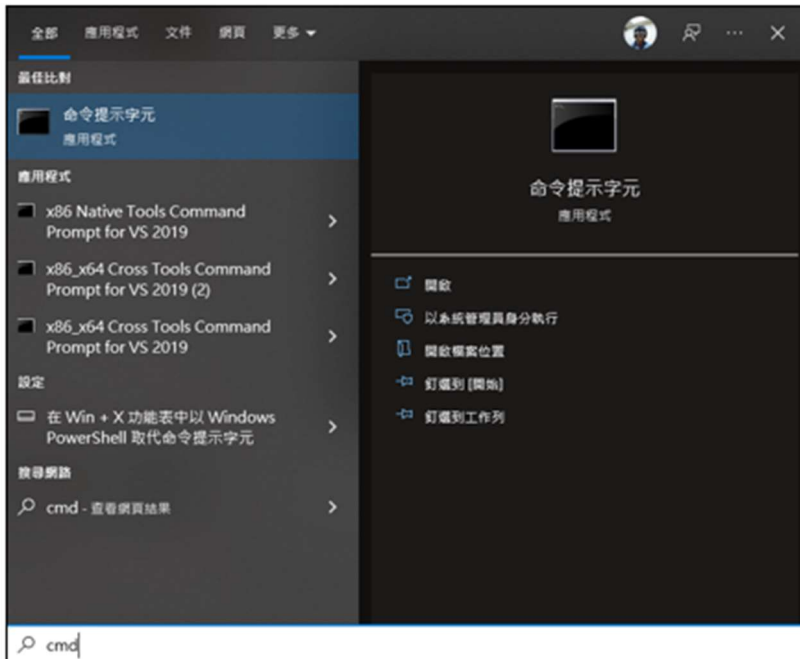 全部 應用程式 文件 網頁 更多
最佳比對
命令提示字元
應用程式
應用程式
x86 Native Tools Command
Prompt for VS 2019
x86_x64 Cross Tools Command
Prompt for VS 2019 (2)
x86_x64 Cross Tools Command
Prompt for VS 2019
設定
在 Win + X 功能表中以 Windows
PowerShell 取代命令提示字元
搜尋網路
cmd - 查看網頁結果
命令提示字元
應用程式
開啟
以系統管理員身分執行
開啟檔案位置
釘選到 [開始]
釘選到工作列
cmd